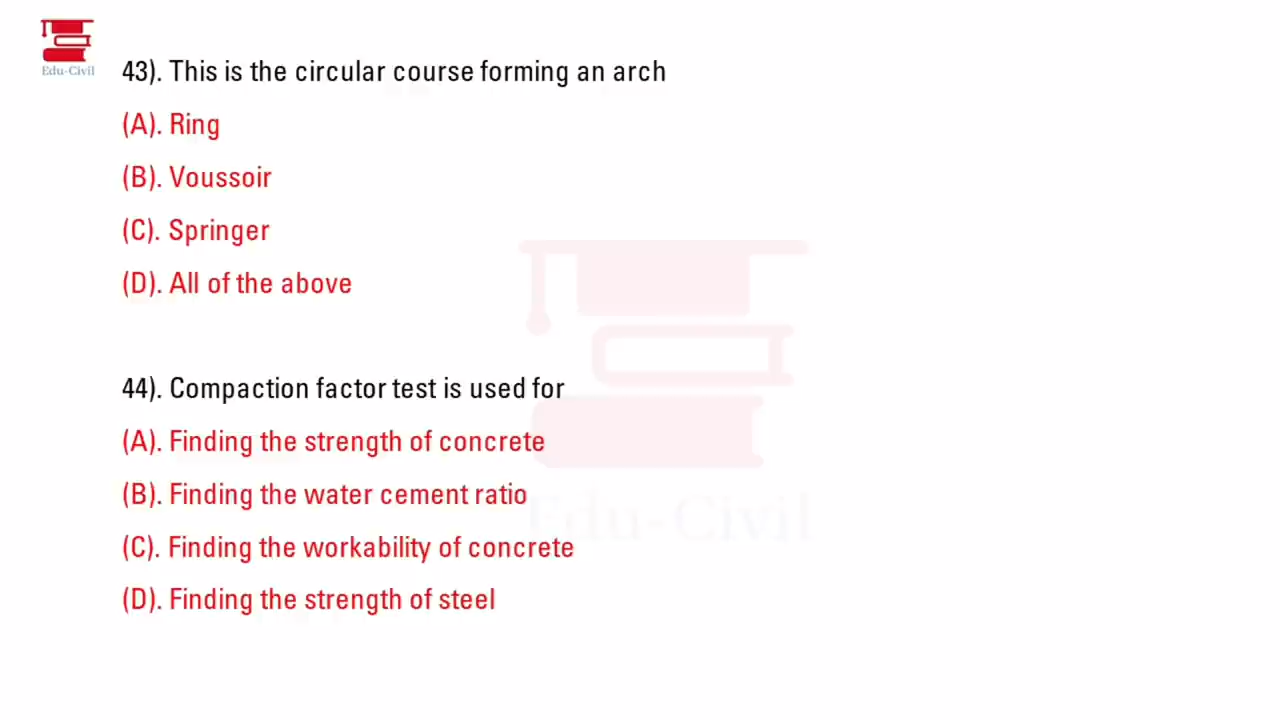 Edu-Civil
43). This is the circular course forming an arch
(A). Ring
(B). Voussoir
(C). Springer
(D). All of the above
44). Compaction factor test is used for
(A). Finding the strength of concrete
(B). Finding the water cement ratio
(C). Finding the workability of concrete
(D). Finding the strength of steel
Edu-Civil